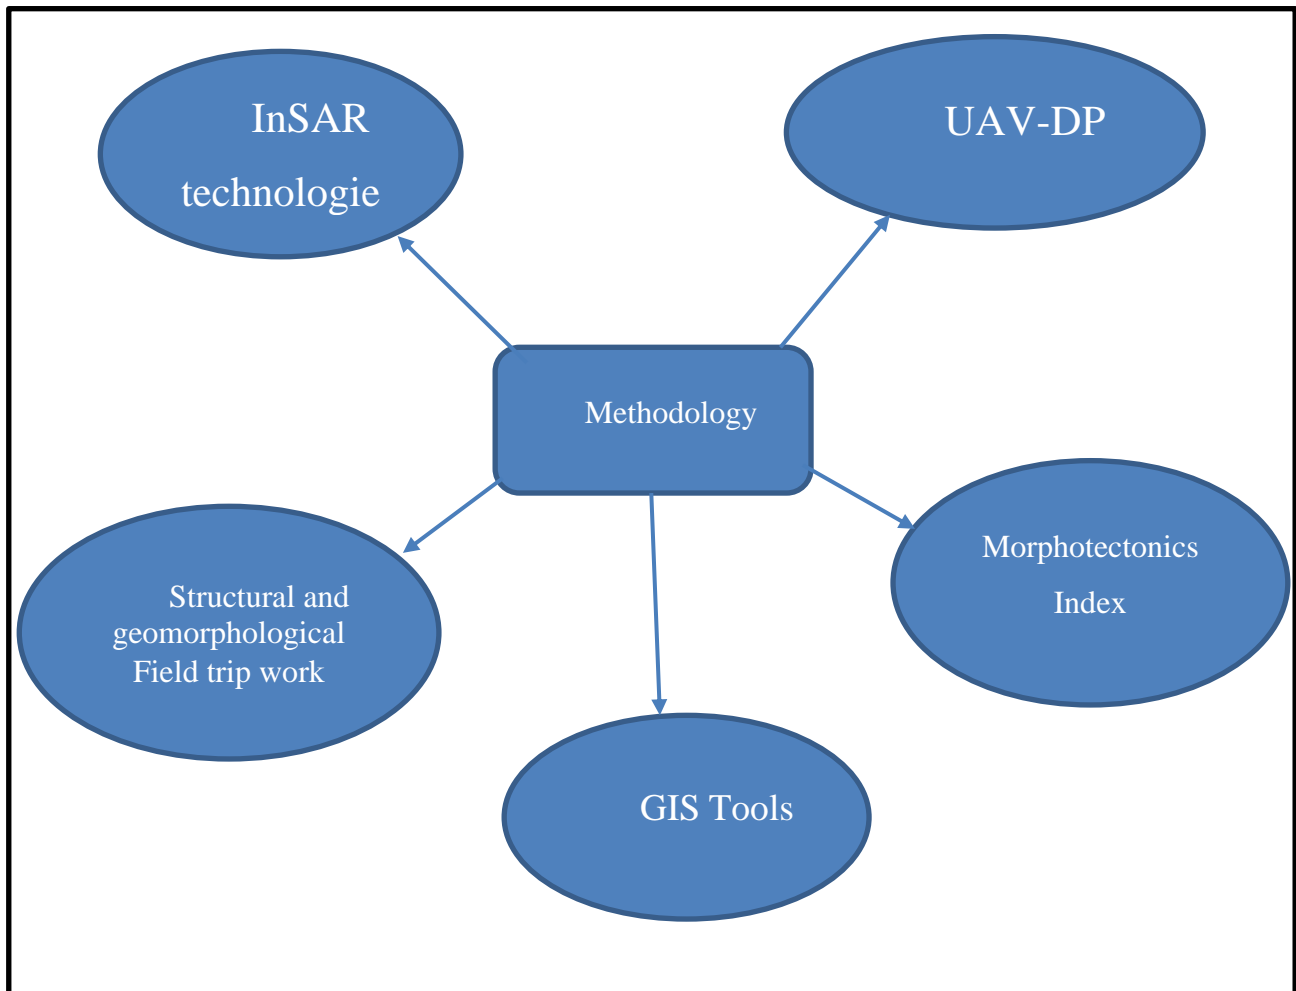 InSAR
technologie
UAV-DP
Methodology
Morphotectonics
Index
Structural and
geomorphological
Field trip work
GIS Tools